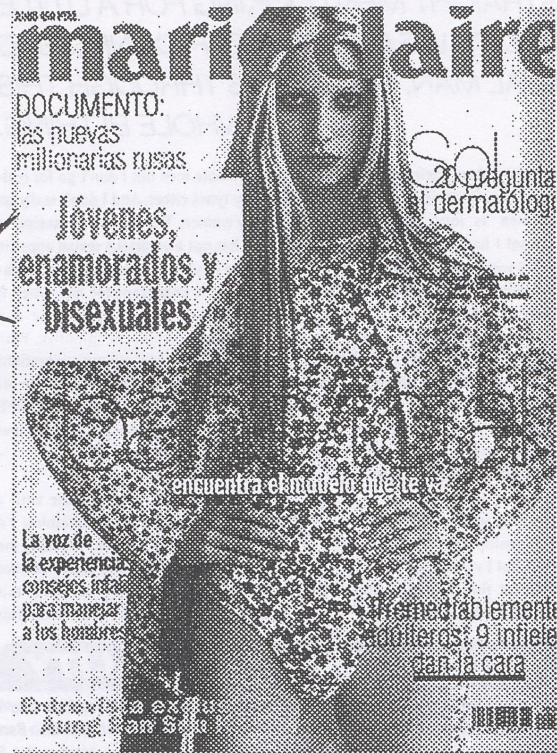 marie claire
DOCUMENTO:
las nuevas
millonarias rusas
Jóvenes,
enamorados y
bisexuales
Sol
20 pregunta
al dermatólogi
encuentra el modelo que te va
La voz de
la experiencia:
consejos infali
para manejar
a los hombres
Irremediablement
adúlteros: 9 infiele
dan la cara
Entrevista exclu
Aung San Suu